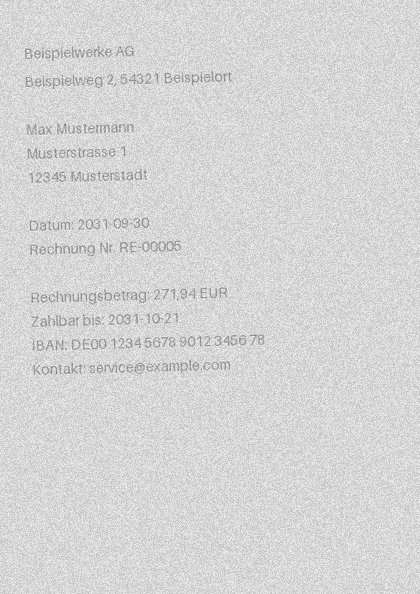 Beispielwerke AG
Beispielweg 2, 54321 Beispielort
Max Mustermann
Musterstrasse 1
12345 Musterstadt
Datum: 2031-09-30
Rechnung Nr. RE-00005
Rechnungsbetrag: 271,94 EUR
Zahlbar bis: 2031-10-21
IBAN: DE00 1234 5678 9012 3456 78
Kontakt: service@example.com